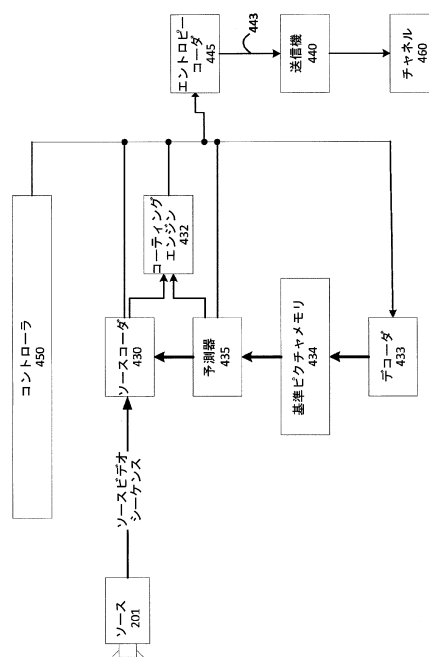 コントローラ
450
ソース
201
ソースビデオ
シーケンス
ソースコーダ
430
コーティング
エンジン
432
予測器
435
基準ピクチャメモリ
434
デコーダ
433
エントロピー
コーダ
445
443
送信機
440
チャネル
460